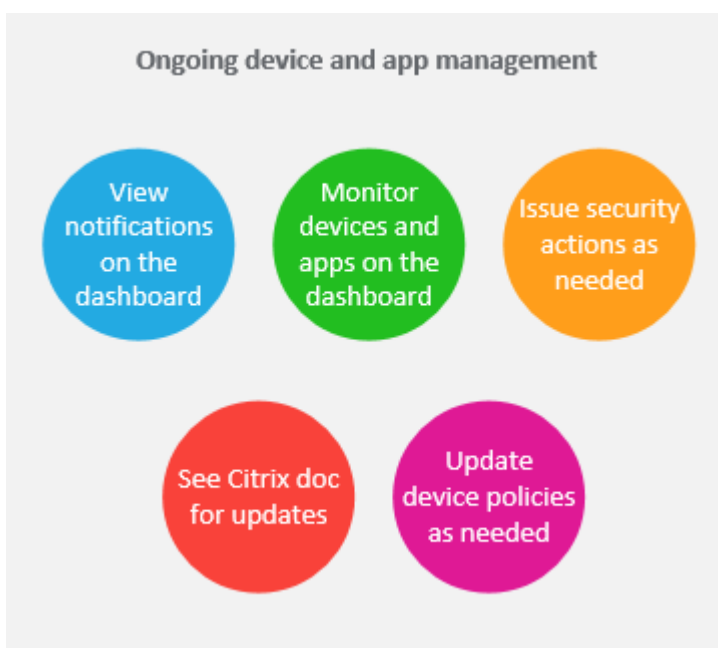 Ongoing device and app management
View
notifications
on the
dashboard
Monitor
devices and
apps on the
dashboard
Issue security
actions as
needed
See Citrix doc
for updates
Update
device policies
as needed